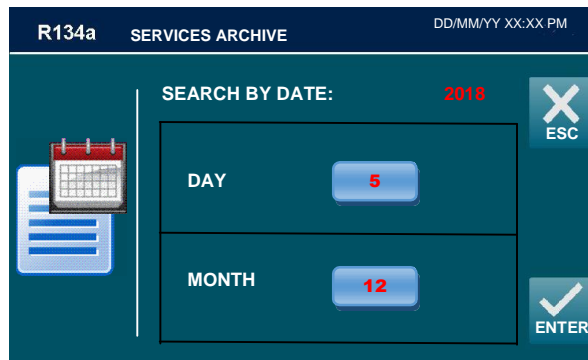 R134a SERVICES ARCHIVE DD/MM/YY XX:XX PM
SEARCH BY DATE: 2018
ESC
DAY 5
MONTH 12
ENTER